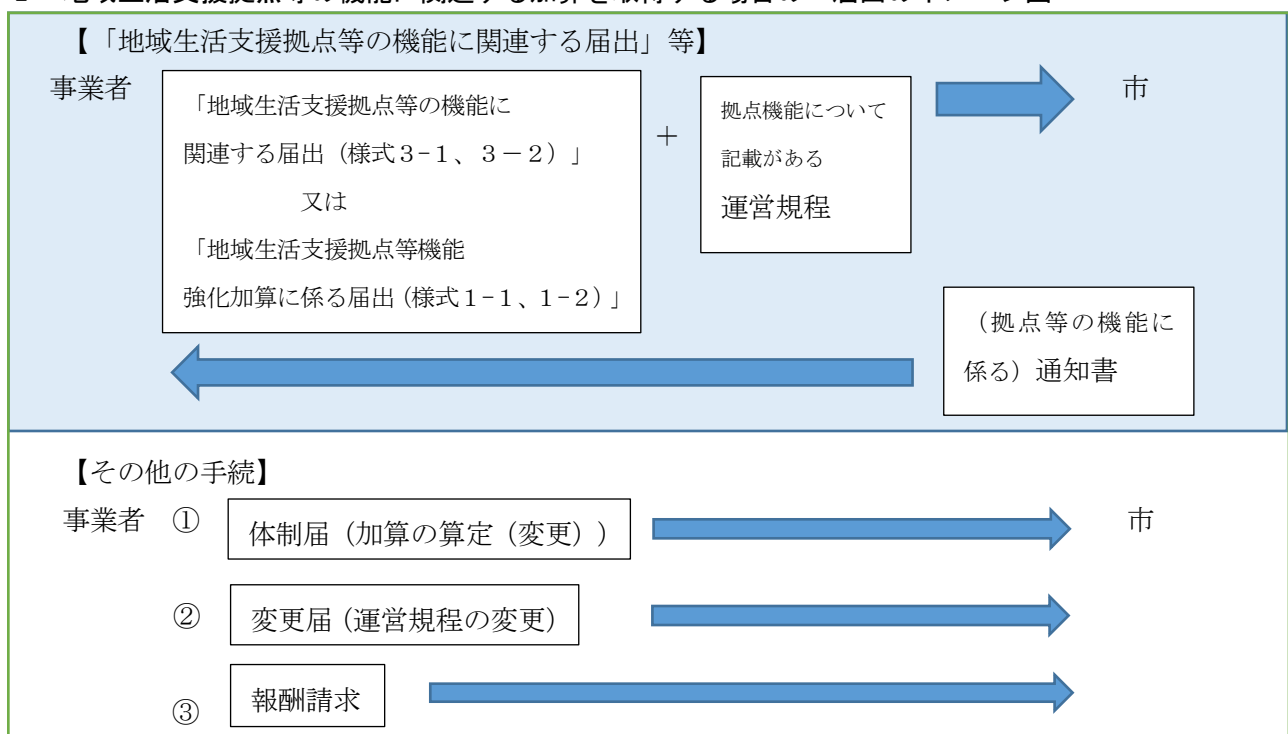 【「地域生活支援拠点等の機能に関連する届出」等】
事業者
「地域生活支援拠点等の機能に
関連する届出（様式３-１、３－２）」
又は
「地域生活支援拠点等機能
強化加算に係る届出（様式１-１、１-２）」
＋
拠点機能について
記載がある
運営規程
市
（拠点等の機能に
係る）通知書
【その他の手続】
事業者
①
体制届（加算の算定（変更））
市
②
変更届（運営規程の変更）
③
報酬請求